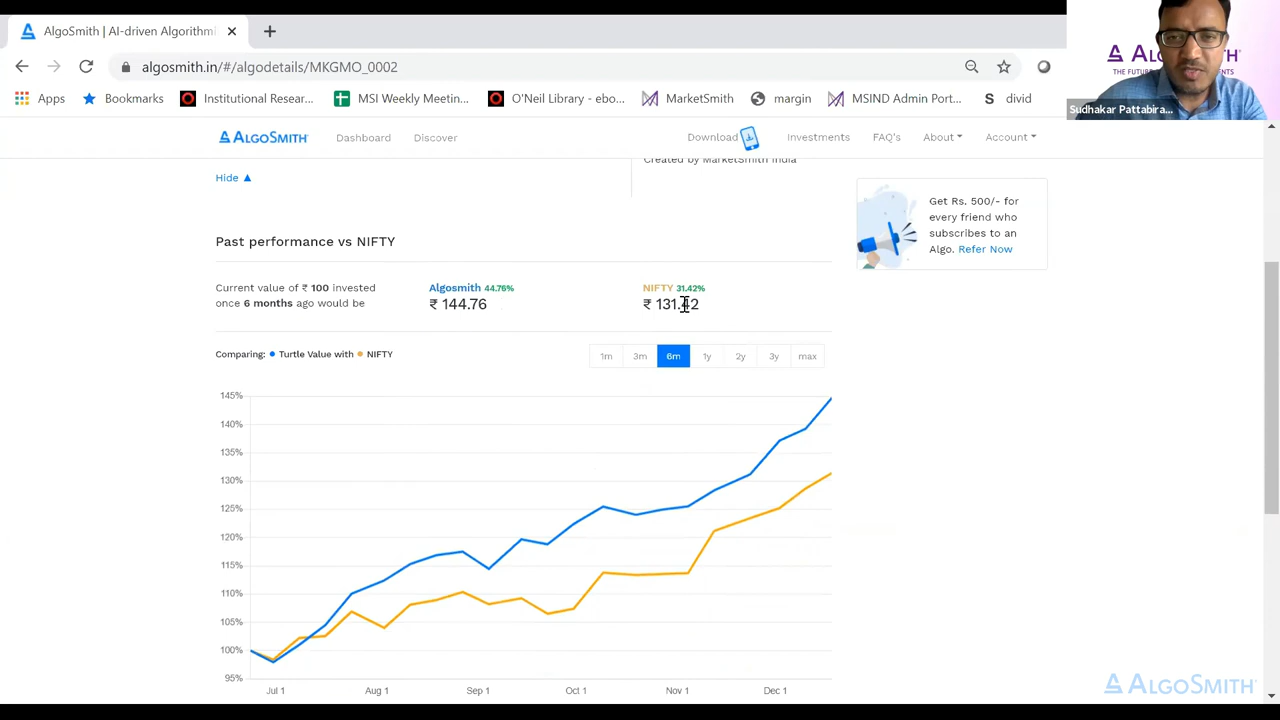 AlgoSmith | AI-driven Algorithmi
algosmith.in/#/algodetails/MKGMO_0002
Apps Bookmarks Institutional Resear... MSI Weekly Meetin... O'Neil Library - ebo... MarketSmith margin MSIND Admin Port... divid
THE FUTURE
Sudhakar Pattabira...
ALGOSMITH Dashboard Discover Download Investments FAQ's About Account
Created by MarketSmith India
Hide
Get Rs. 500/- for
every friend who
subscribes to an
Algo. Refer Now
Past performance vs NIFTY
Current value of ₹ 100 invested
once 6 months ago would be
Algosmith 44.76%
₹ 144.76
NIFTY 31.42%
₹ 131.42
Comparing: Turtle Value with NIFTY
1m 3m 6m 1y 2y 3y max
145%
140%
135%
130%
125%
120%
115%
110%
105%
100%
95%
Jul 1 Aug 1 Sep 1 Oct 1 Nov 1 Dec 1
ALGOSMITH